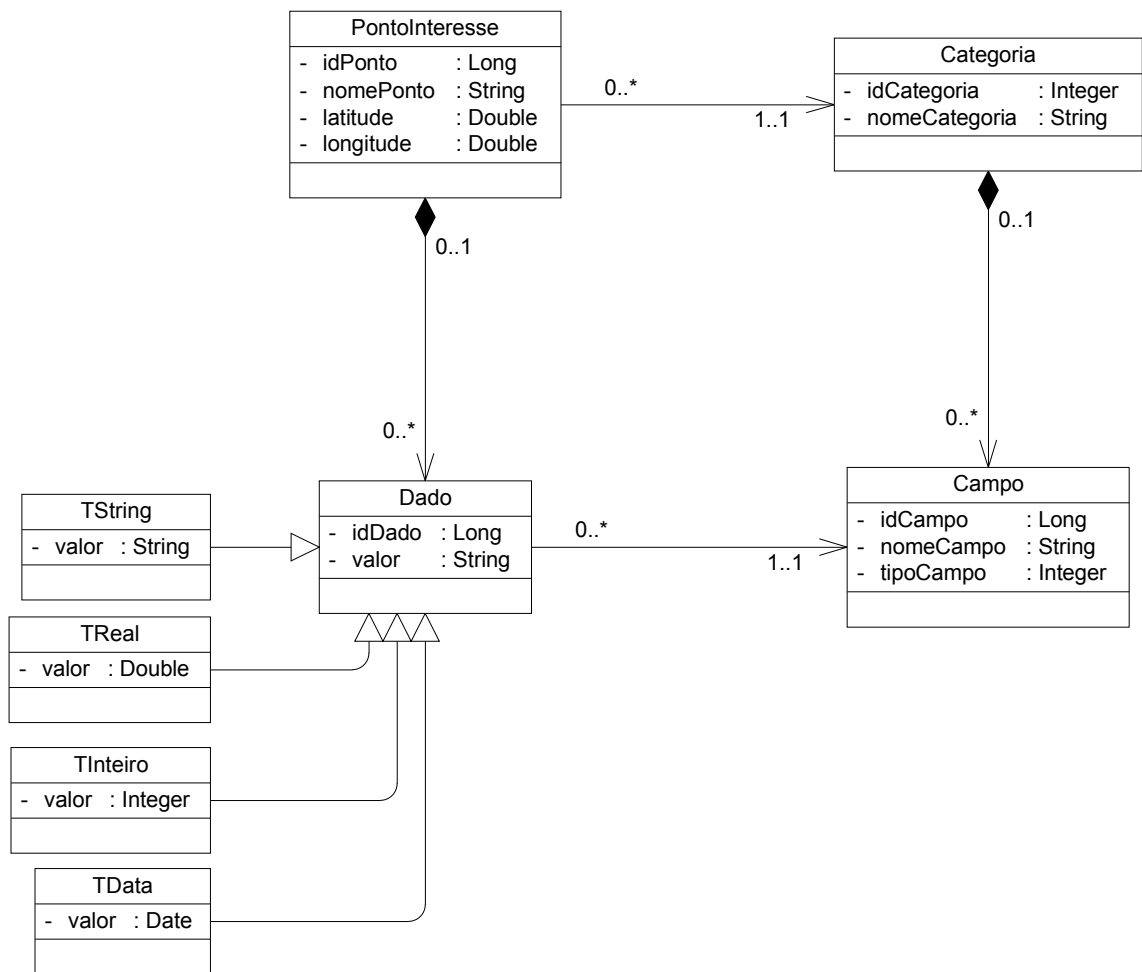 PontoInteresse
- idPonto : Long
- nomePonto : String
- latitude : Double
- longitude : Double
0..*
1..1
Categoria
- idCategoria : Integer
- nomeCategoria : String
0..1
0..1
0..*
0..*
TString
- valor : String
Dado
- idDado : Long
- valor : String
0..*
1..1
Campo
- idCampo : Long
- nomeCampo : String
- tipoCampo : Integer
TReal
- valor : Double
TInteiro
- valor : Integer
TData
- valor : Date